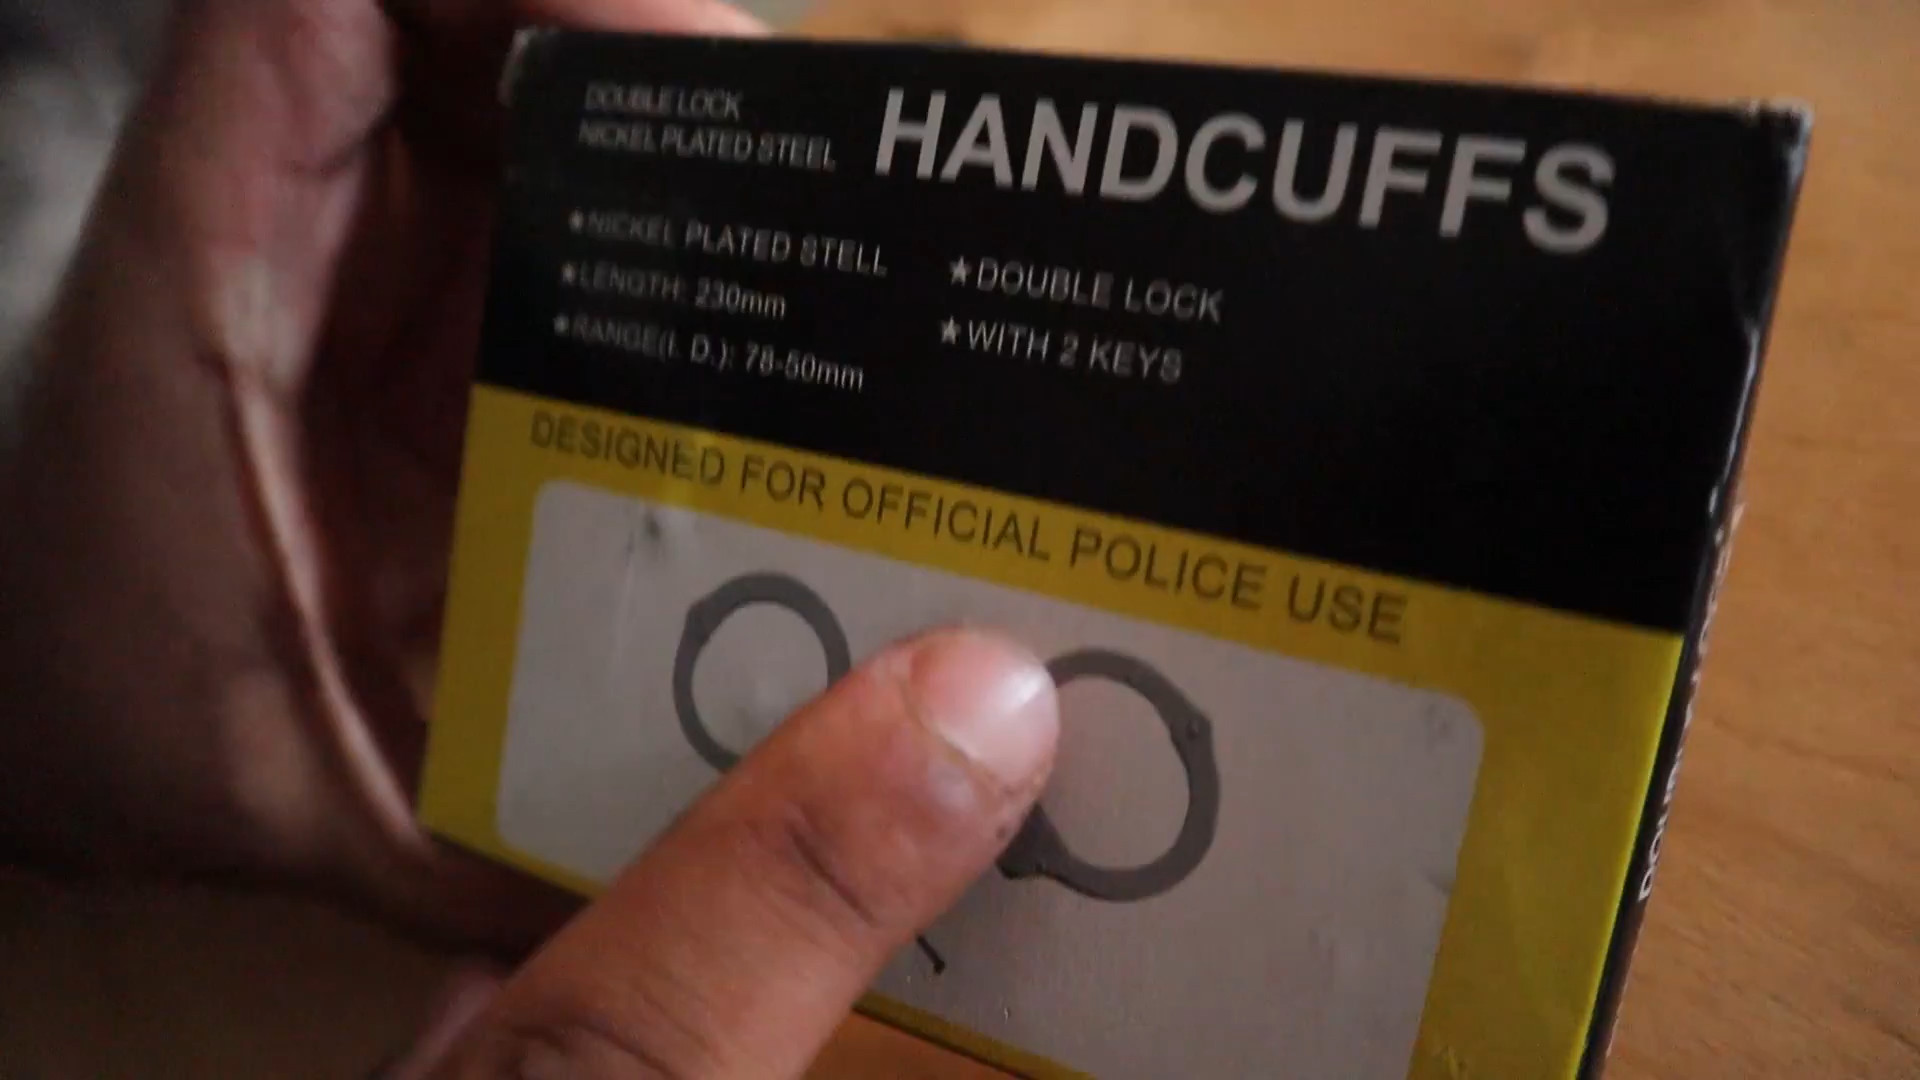 DOUBLE LOCK
NICKEL PLATED STEEL
HANDCUFFS
★NICKEL PLATED STELL
★LENGTH: 230mm
★RANGE(I. D.): 78-50mm
★DOUBLE LOCK
★WITH 2 KEYS
DESIGNED FOR OFFICIAL POLICE USE